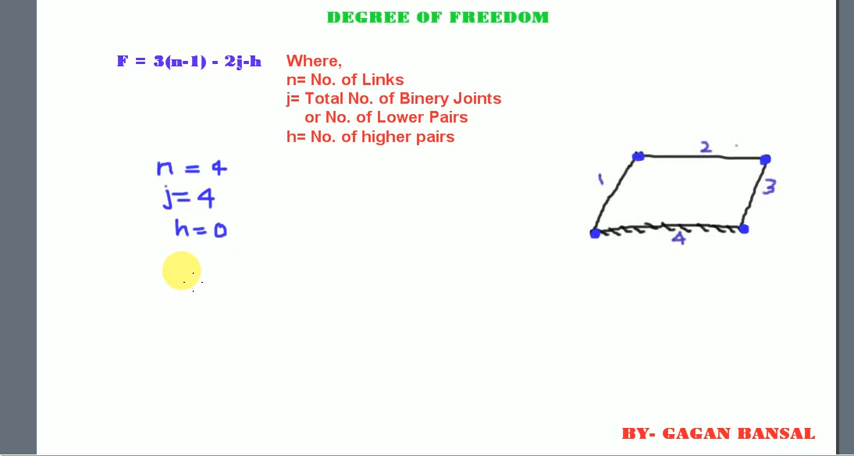 DEGREE OF FREEDOM
F = 3(n-1) - 2j-h
Where,
n= No. of Links
j= Total No. of Binery Joints
or No. of Lower Pairs
h= No. of higher pairs
n = 4
j= 4
h= 0
1
2
3
4
BY- GAGAN BANSAL